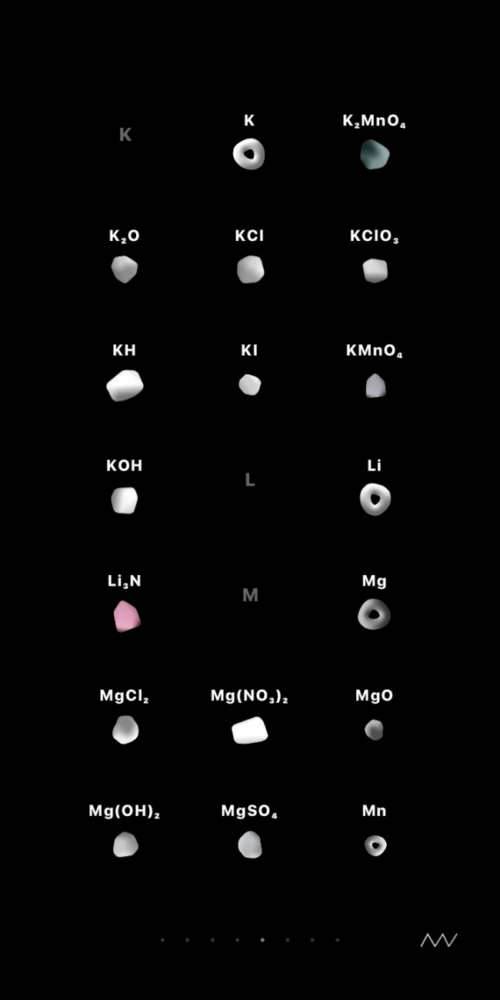 K K K₂MnO₄
K₂O KCl KClO₃
KH KI KMnO₄
KOH L Li
Li₃N M Mg
MgCl₂ Mg(NO₃)₂ MgO
Mg(OH)₂ MgSO₄ Mn